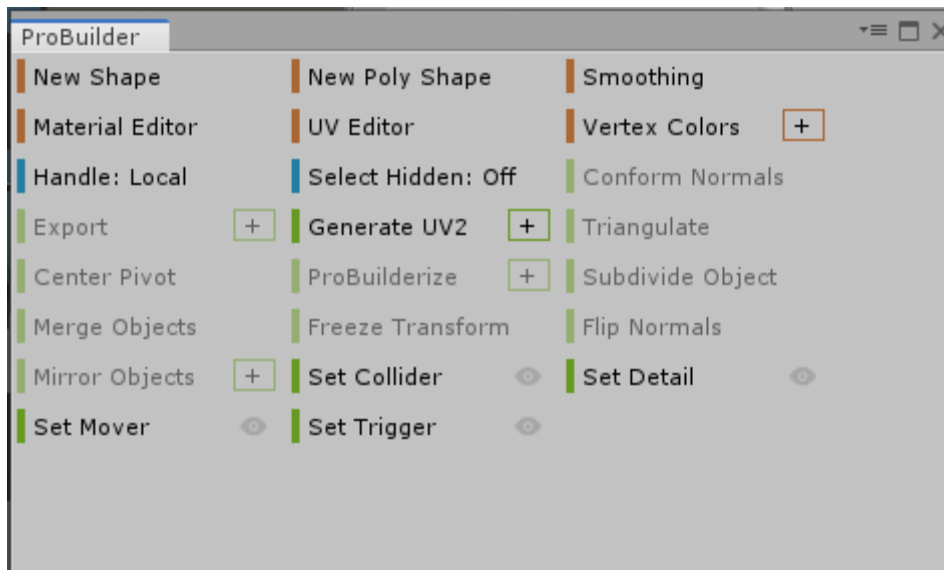 ProBuilder
New Shape New Poly Shape Smoothing
Material Editor UV Editor Vertex Colors +
Handle: Local Select Hidden: Off Conform Normals
Export + Generate UV2 + Triangulate
Center Pivot ProBuilderize + Subdivide Object
Merge Objects Freeze Transform Flip Normals
Mirror Objects + Set Collider Set Detail
Set Mover Set Trigger